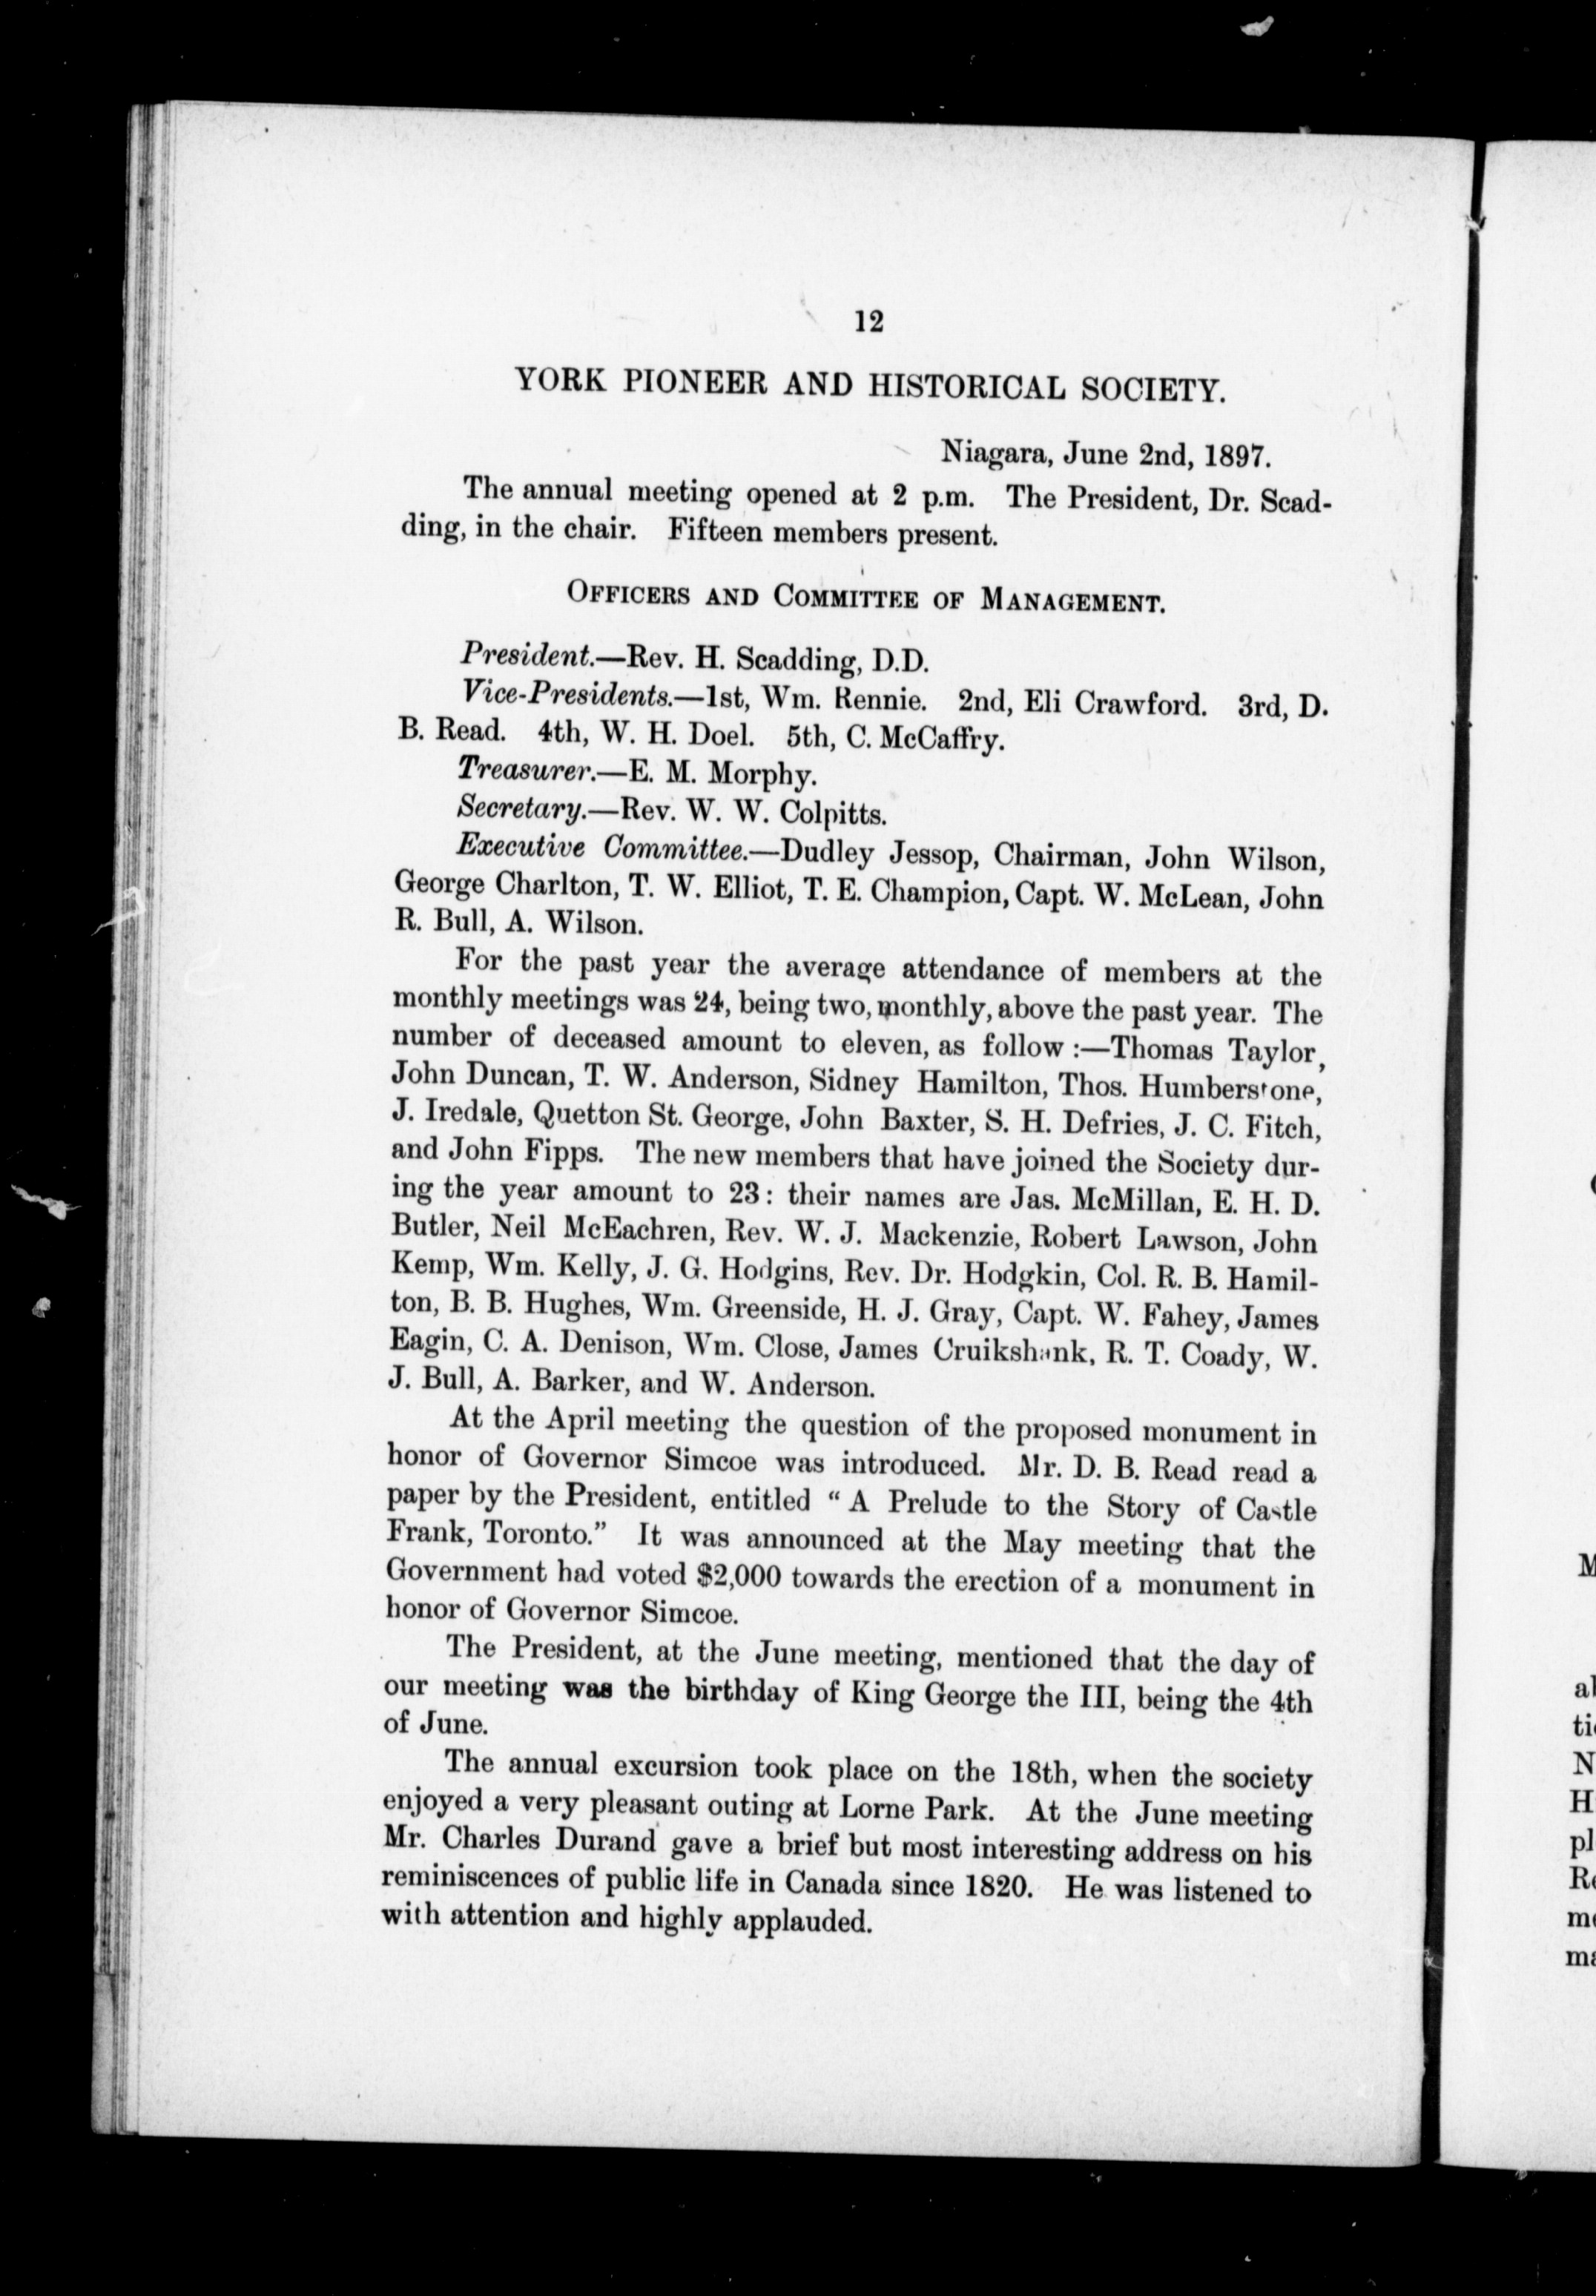 12
YORK PIONEER AND HISTORICAL SOCIETY.
Niagara, June 2nd, 1897.
The annual meeting opened at 2 p.m. The President, Dr. Scad-
ding, in the chair. Fifteen members present.
OFFICERS AND COMMITTEE OF MANAGEMENT.
President.—Rev. H. Scadding, D.D.
Vice-Presidents.—1st, Wm. Rennie. 2nd, Eli Crawford. 3rd, D.
B. Read. 4th, W. H. Doel. 5th, C. McCaffry.
Treasurer.—E. M. Morphy.
Secretary.—Rev. W. W. Colpitts.
Executive Committee.—Dudley Jessop, Chairman, John Wilson,
George Charlton, T. W. Elliot, T. E. Champion, Capt. W. McLean, John
R. Bull, A. Wilson.
For the past year the average attendance of members at the
monthly meetings was 24, being two, monthly, above the past year. The
number of deceased amount to eleven, as follow :—Thomas Taylor,
John Duncan, T. W. Anderson, Sidney Hamilton, Thos. Humberstone,
J. Iredale, Quetton St. George, John Baxter, S. H. Defries, J. C. Fitch,
and John Fipps. The new members that have joined the Society dur-
ing the year amount to 23: their names are Jas. McMillan, E. H. D.
Butler, Neil McEachren, Rev. W. J. Mackenzie, Robert Lawson, John
Kemp, Wm. Kelly, J. G. Hodgins, Rev. Dr. Hodgkin, Col. R. B. Hamil-
ton, B. B. Hughes, Wm. Greenside, H. J. Gray, Capt. W. Fahey, James
Eagin, C. A. Denison, Wm. Close, James Cruikshank, R. T. Coady, W.
J. Bull, A. Barker, and W. Anderson.
At the April meeting the question of the proposed monument in
honor of Governor Simcoe was introduced. Mr. D. B. Read read a
paper by the President, entitled “ A Prelude to the Story of Castle
Frank, Toronto.” It was announced at the May meeting that the
Government had voted $2,000 towards the erection of a monument in
honor of Governor Simcoe.
The President, at the June meeting, mentioned that the day of
our meeting was the birthday of King George the III, being the 4th
of June.
The annual excursion took place on the 18th, when the society
enjoyed a very pleasant outing at Lorne Park. At the June meeting
Mr. Charles Durand gave a brief but most interesting address on his
reminiscences of public life in Canada since 1820. He was listened to
with attention and highly applauded.